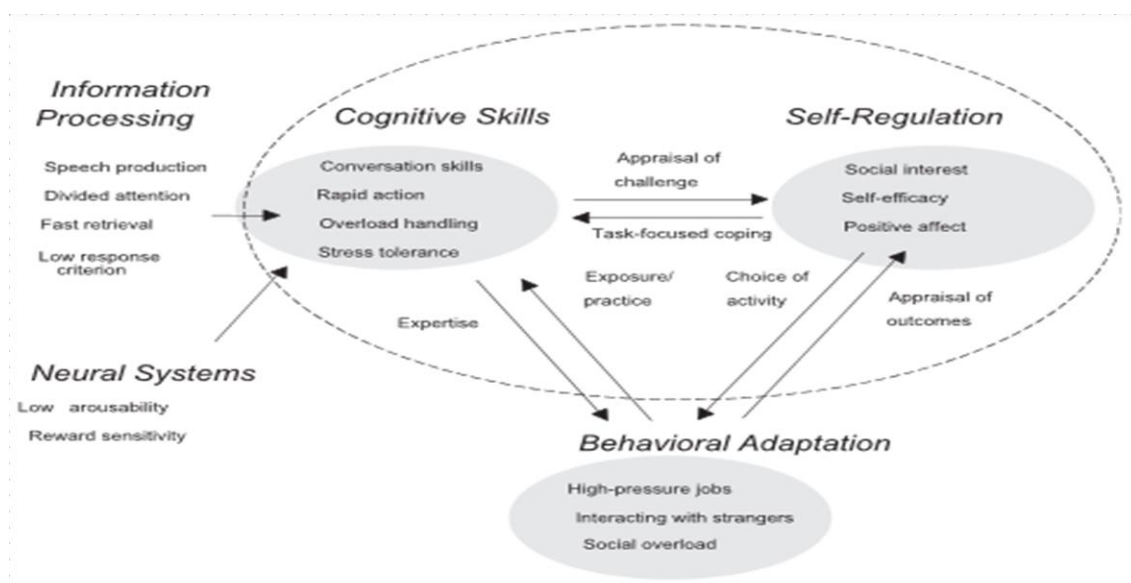 Information
Processing
Speech production
Divided attention
Fast retrieval
Low response
criterion
Cognitive Skills
Conversation skills
Rapid action
Overload handling
Stress tolerance
Appraisal of
challenge
Task-focused coping
Self-Regulation
Social interest
Self-efficacy
Positive affect
Exposure/
practice
Choice of
activity
Appraisal of
outcomes
Expertise
Neural Systems
Low arousability
Reward sensitivity
Behavioral Adaptation
High-pressure jobs
Interacting with strangers
Social overload